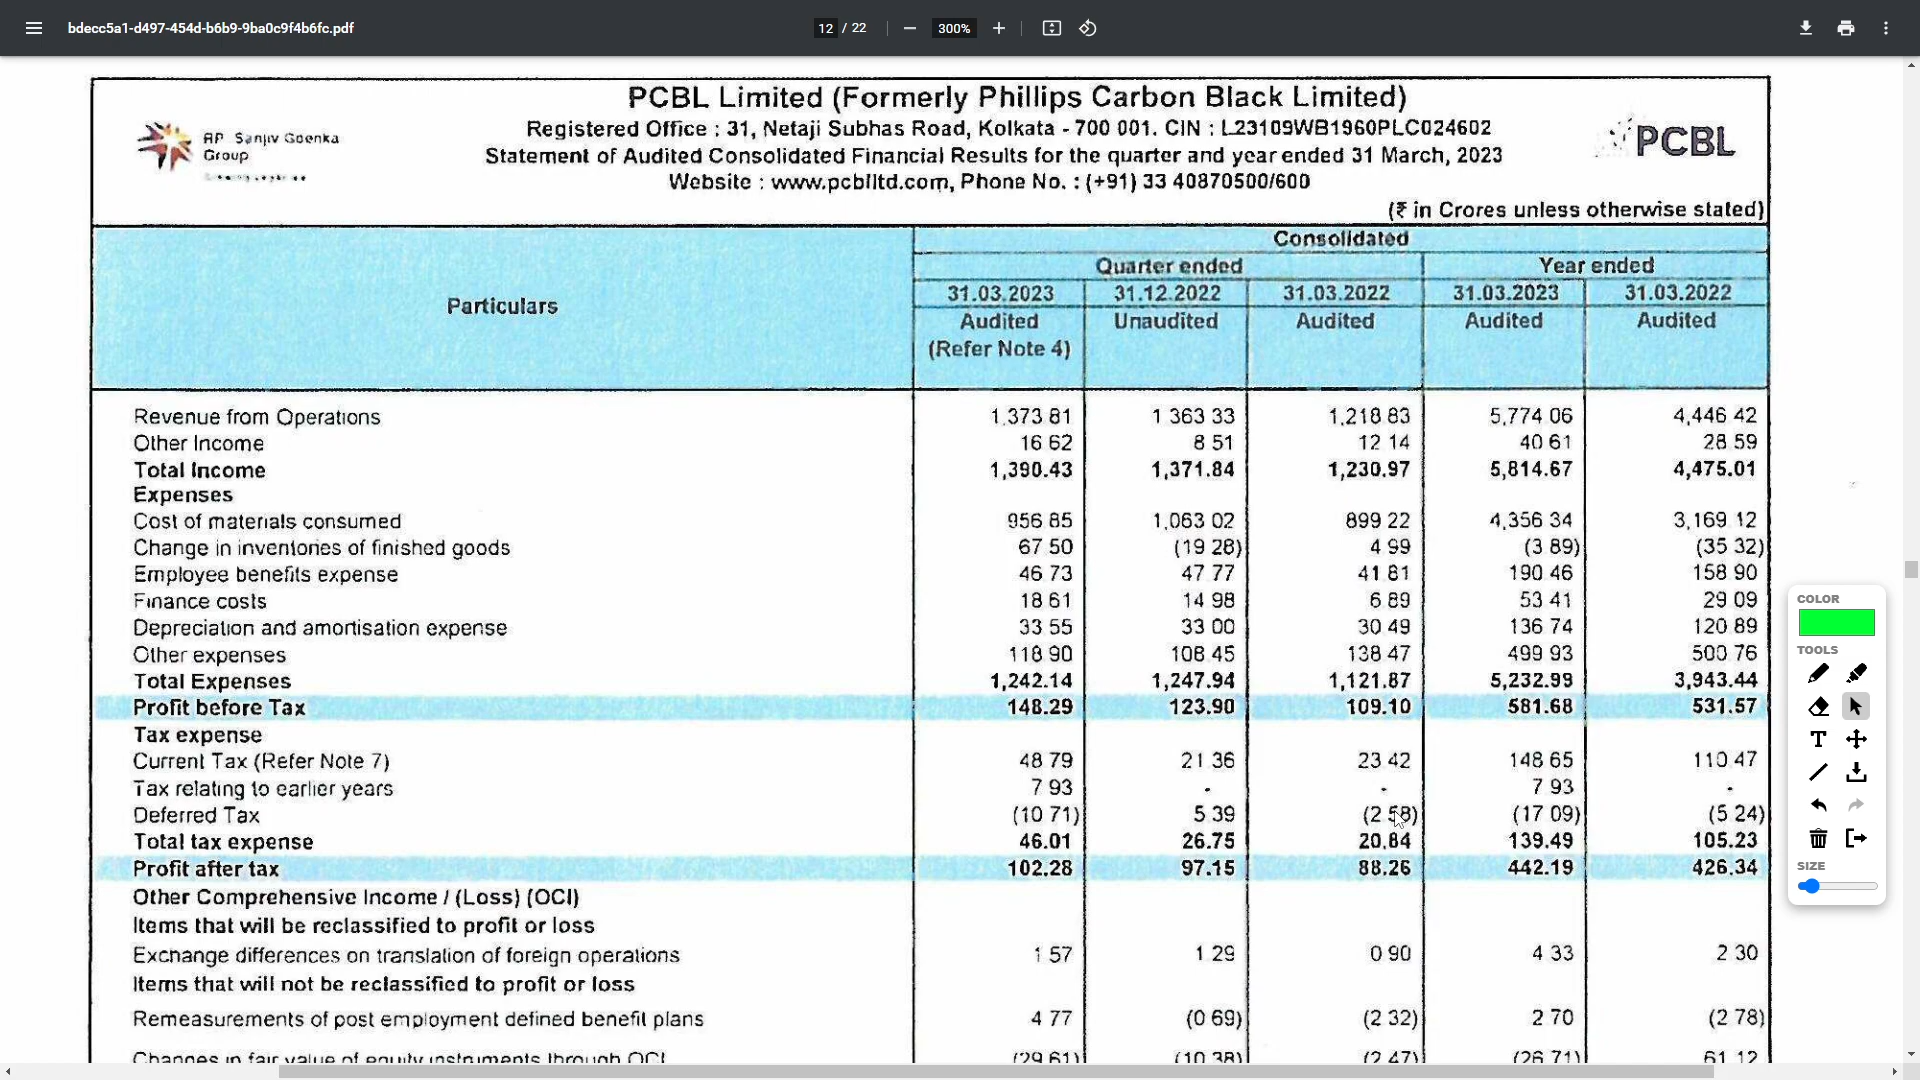 bdecc5a1-d497-454d-b6b9-9ba0c9f4b6fc.pdf 12 / 22 300%
PCBL Limited (Formerly Phillips Carbon Black Limited)
Registered Office : 31, Netaji Subhas Road, Kolkata - 700 001. CIN : L23109WB1960PLC024602
RP - Sanjiv Goenka
Group
PCBL
Statement of Audited Consolidated Financial Results for the quarter and year ended 31 March, 2023
Website : www.pcblltd.com, Phone No. : (+91) 33 40870500/600
(₹ in Crores unless otherwise stated)
Consolidated
Quarter ended Year ended
Particulars 31.03.2023 31.12.2022 31.03.2022 31.03.2023 31.03.2022
Audited Unaudited Audited Audited Audited
(Refer Note 4)
Revenue from Operations 1,373 81 1 363 33 1,218 83 5,774 06 4,446 42
Other Income 16 62 8 51 12 14 40 61 28 59
Total Income 1,390.43 1,371.84 1,230.97 5,814.67 4,475.01
Expenses
Cost of materials consumed 956 85 1,063 02 899 22 4,356 34 3,169 12
Change in inventories of finished goods 67 50 (19 28) 4 99 (3 89) (35 32)
Employee benefits expense 46 73 47 77 41 81 190 46 158 90
Finance costs 18 61 14 98 6 89 53 41 29 09
Depreciation and amortisation expense 33 55 33 00 30 49 136 74 120 89
Other expenses 118 90 108 45 138 47 499 93 500 76
Total Expenses 1,242.14 1,247.94 1,121.87 5,232.99 3,943.44
Profit before Tax 148.29 123.90 109.10 581.68 531.57
Tax expense
Current Tax (Refer Note 7) 48 79 21 36 23 42 148 65 110 47
Tax relating to earlier years 7 93 - - 7 93 -
Deferred Tax (10 71) 5 39 (2 58) (17 09) (5 24)
Total tax expense 46.01 26.75 20.84 139.49 105.23
Profit after tax 102.28 97.15 88.26 442.19 426.34
Other Comprehensive Income / (Loss) (OCI)
Items that will be reclassified to profit or loss
Exchange differences on translation of foreign operations 1 57 1 29 0 90 4 33 2 30
Items that will not be reclassified to profit or loss
Remeasurements of post employment defined benefit plans 4 77 (0 69) (2 32) 2 70 (2 78)
Changes in fair value of equity instruments through OCI (29 61) (10 38) (2 47) (26 71) 61 12
COLOR
TOOLS
T
SIZE